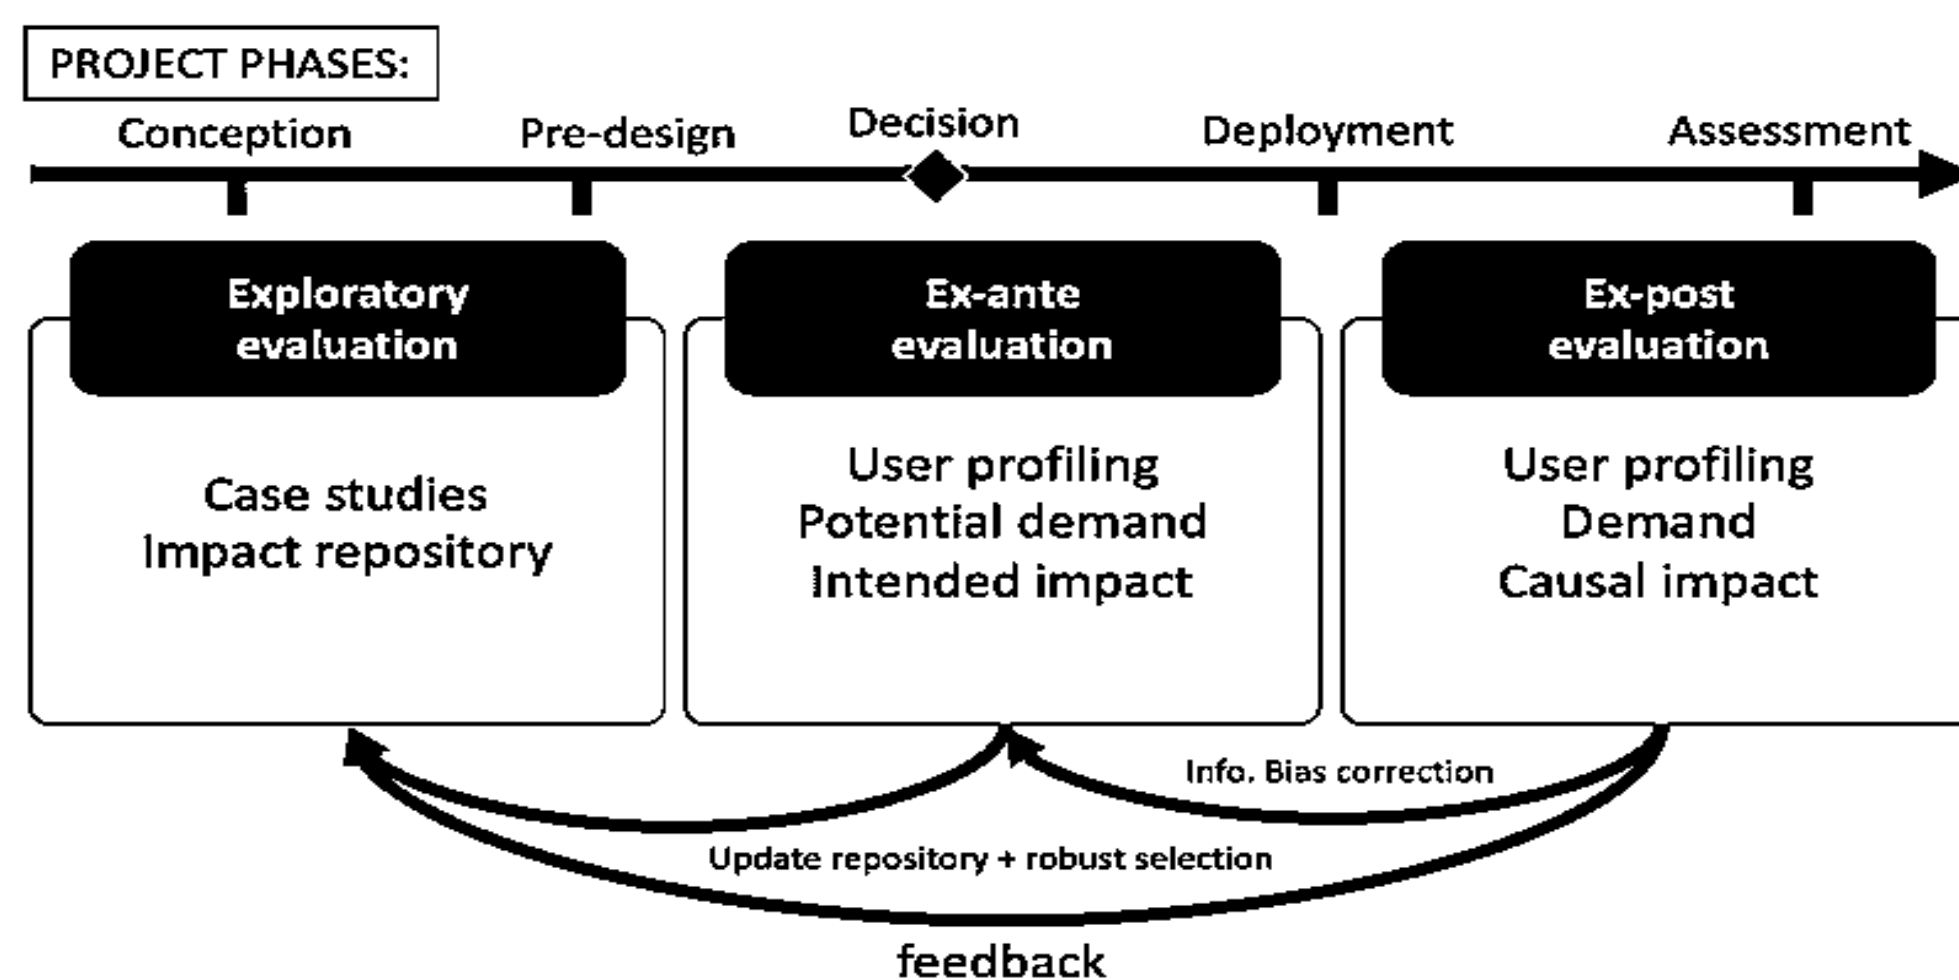 PROJECT PHASES:
Conception
Pre-design
Decision
Deployment
Assessment
Exploratory
evaluation
Case studies
Impact repository
Ex-ante
evaluation
User profiling
Potential demand
Intended impact
Ex-post
evaluation
User profiling
Demand
Causal impact
Info. Bias correction
Update repository + robust selection
feedback